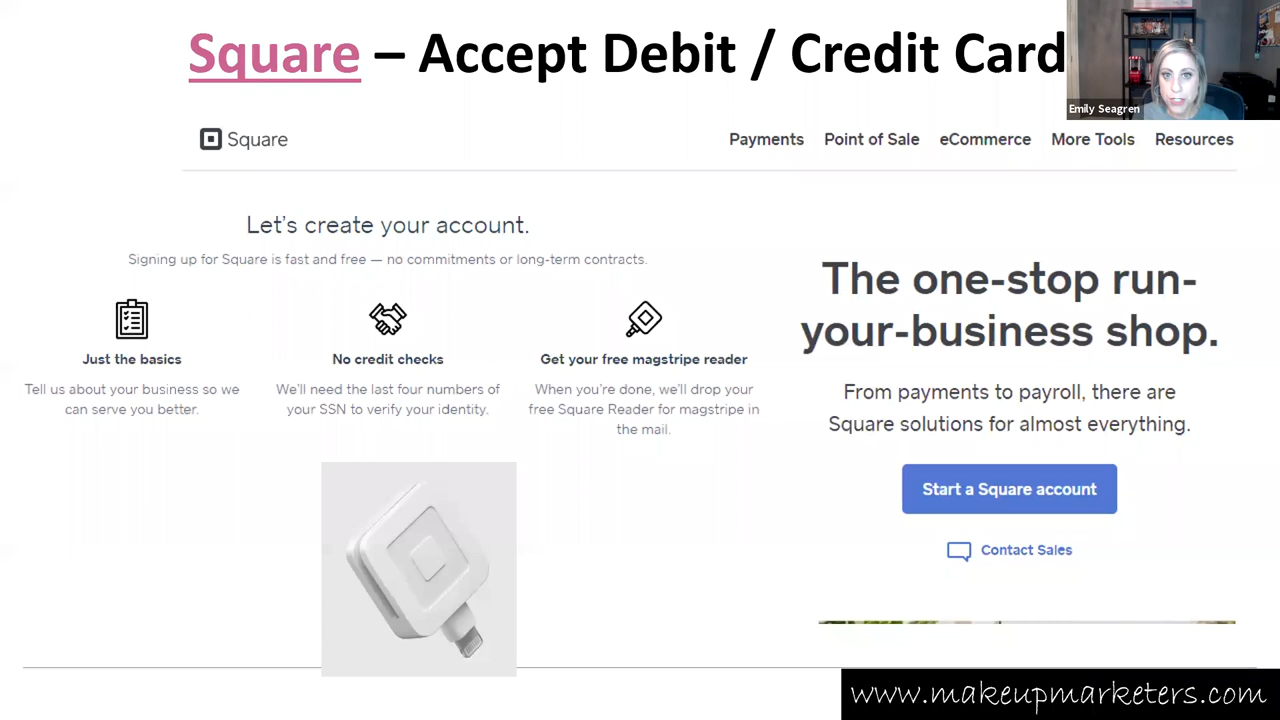 Square – Accept Debit / Credit Card
Emily Seagren
Square
Payments Point of Sale eCommerce More Tools Resources
Let's create your account.
Signing up for Square is fast and free — no commitments or long-term contracts.
Just the basics
Tell us about your business so we
can serve you better.
No credit checks
We'll need the last four numbers of
your SSN to verify your identity.
Get your free magstripe reader
When you're done, we'll drop your
free Square Reader for magstripe in
the mail.
The one-stop run-
your-business shop.
From payments to payroll, there are
Square solutions for almost everything.
Start a Square account
Contact Sales
www.makeupmarketers.com